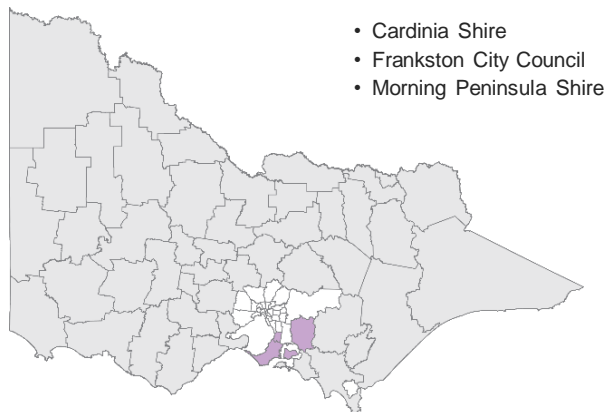 • Cardinia Shire
• Frankston City Council
• Morning Peninsula Shire